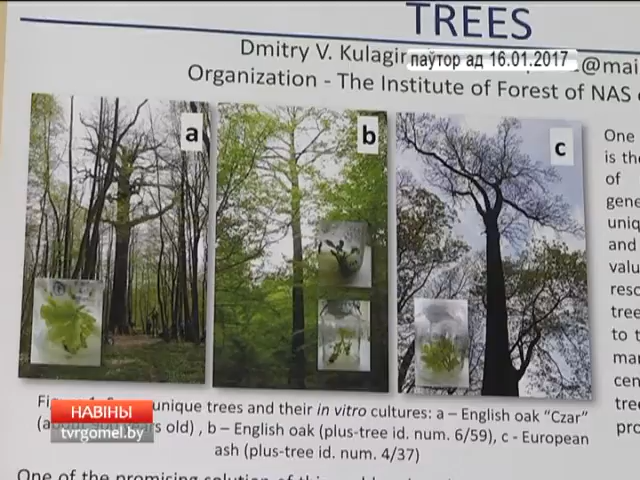 TREES
Dmitry V. Kulagin
паўтор ад 16.01.2017
@mai
Organization - The Institute of Forest of NAS
a
b
c
One
is the
of
gene
uniq
and
valu
reso
tree
to t
mar
cen
tree
pro
unique trees and their in vitro cultures: a – English oak “Czar”
old) , b – English oak (plus-tree id. num. 6/59), c - European
ash (plus-tree id. num. 4/37)
НАВІНЫ
tvrgomel.by
One of the promising solution of this